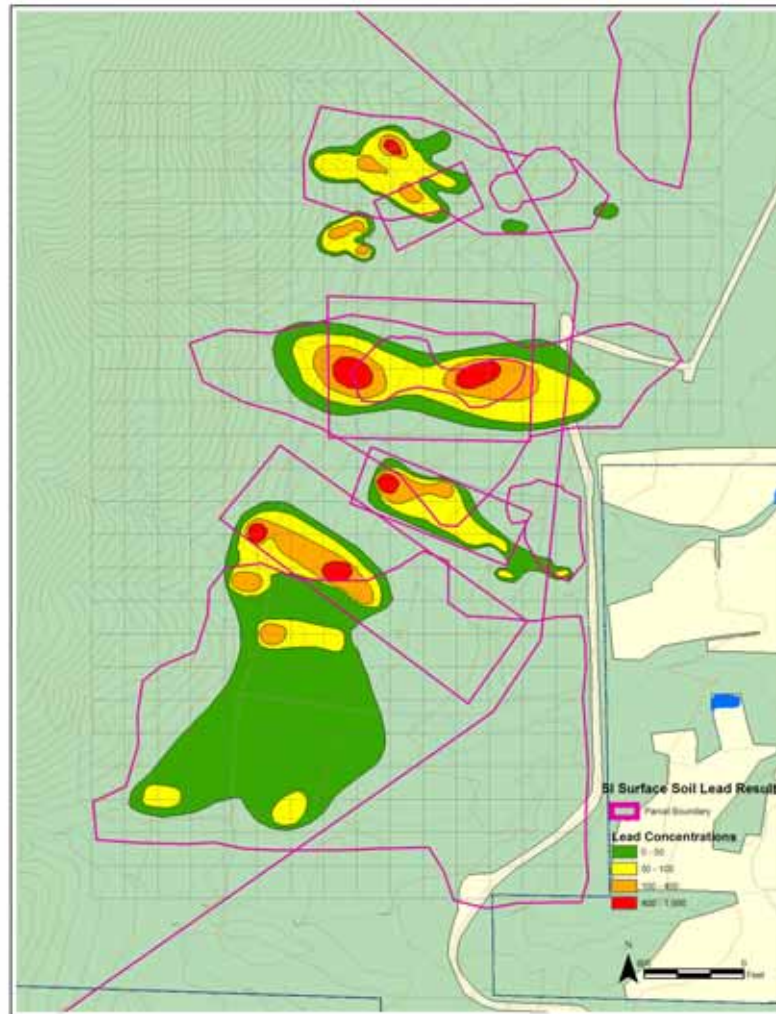 SI Surface Soil Lead Result
Parcel Boundary
Lead Concentrations
0 - 50
50 - 100
100 - 400
400 - 1,000
N
0
Feet